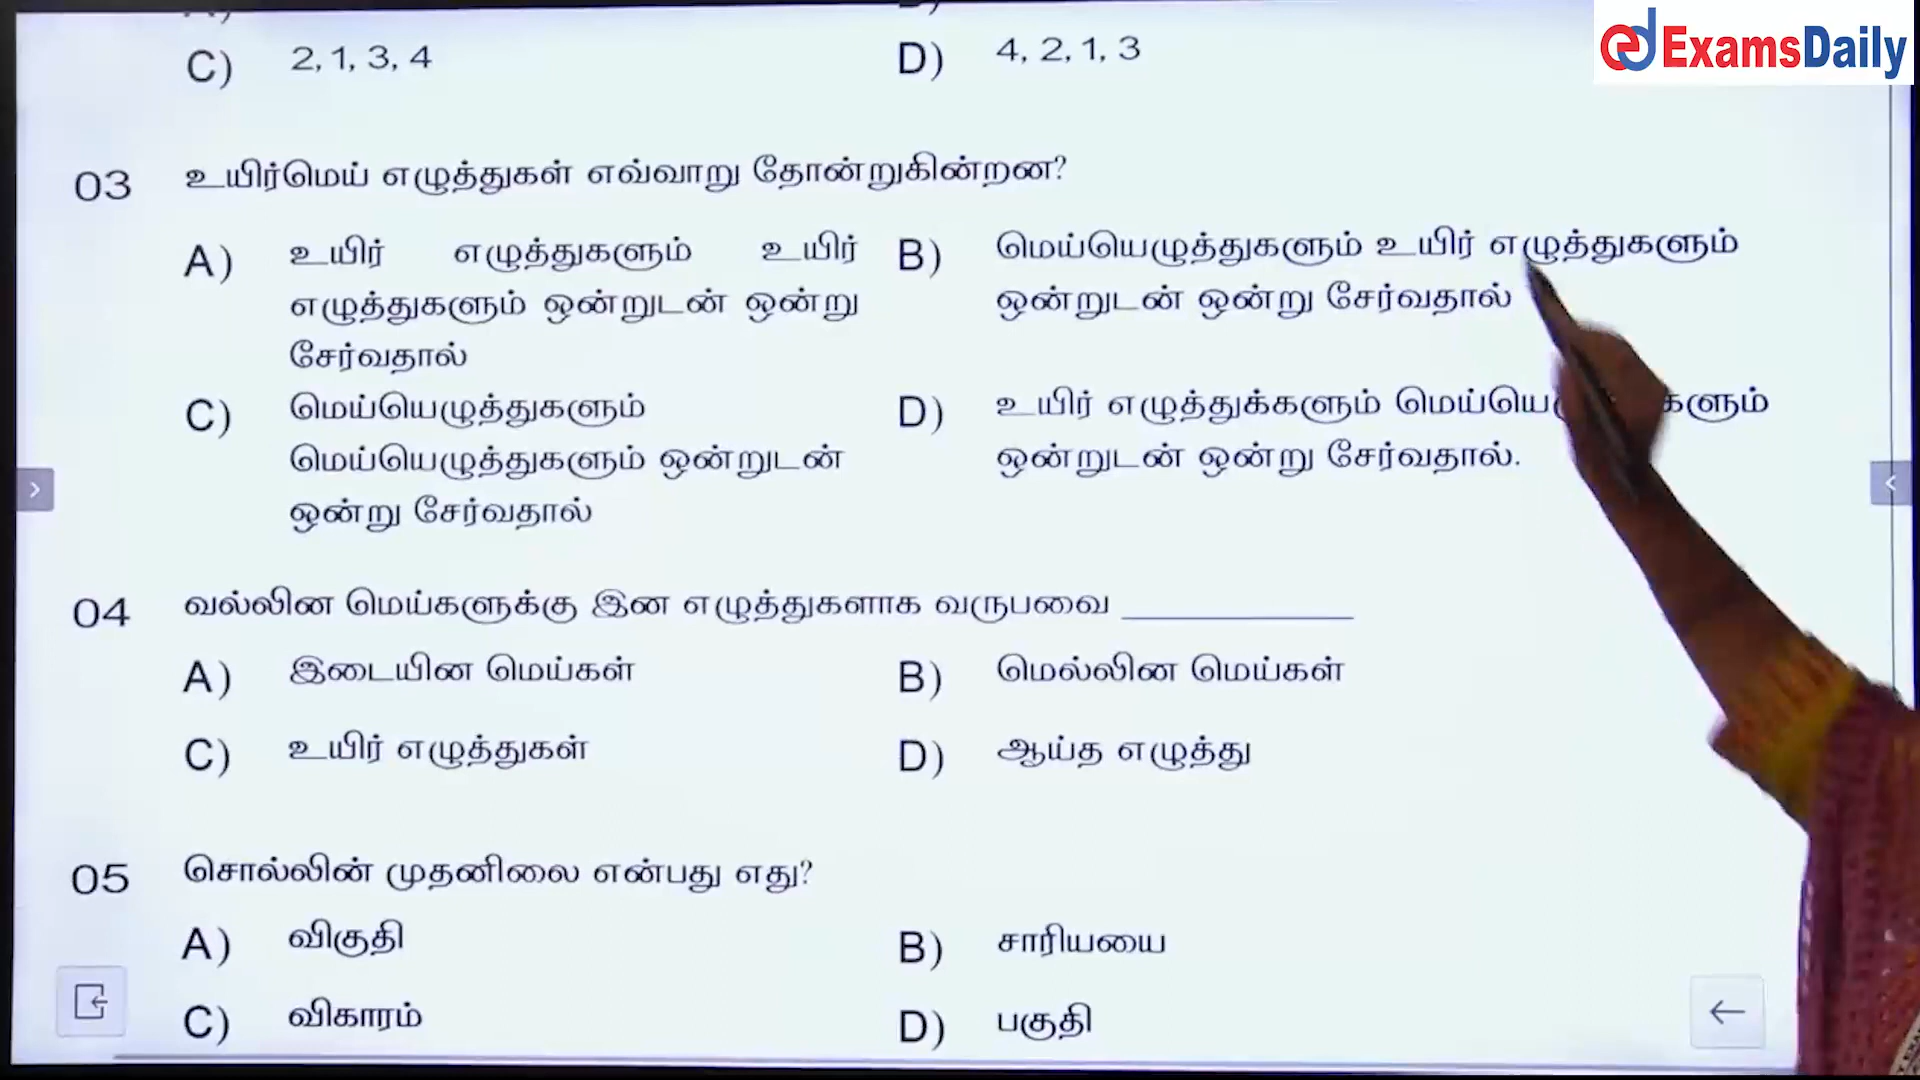 ExamsDaily
C) 2, 1, 3, 4
D) 4, 2, 1, 3
03 உயிர்மெய் எழுத்துகள் எவ்வாறு தோன்றுகின்றன?
A) உயிர் எழுத்துகளும் உயிர்
எழுத்துகளும் ஒன்றுடன் ஒன்று
சேர்வதால்
B) மெய்யெழுத்துகளும் உயிர் எழுத்துகளும்
ஒன்றுடன் ஒன்று சேர்வதால்
C) மெய்யெழுத்துகளும்
மெய்யெழுத்துகளும் ஒன்றுடன்
ஒன்று சேர்வதால்
D) உயிர் எழுத்துக்களும்
ஒன்றுடன் ஒன்று சேர்வதால்.
04 வல்லின மெய்களுக்கு இன எழுத்துகளாக வருபவை ____________
A) இடையின மெய்கள்
B) மெல்லின மெய்கள்
C) உயிர் எழுத்துகள்
D) ஆய்த எழுத்து
05 சொல்லின் முதனிலை என்பது எது?
A) விகுதி
B) சாரியயை
C) விகாரம்
D) பகுதி